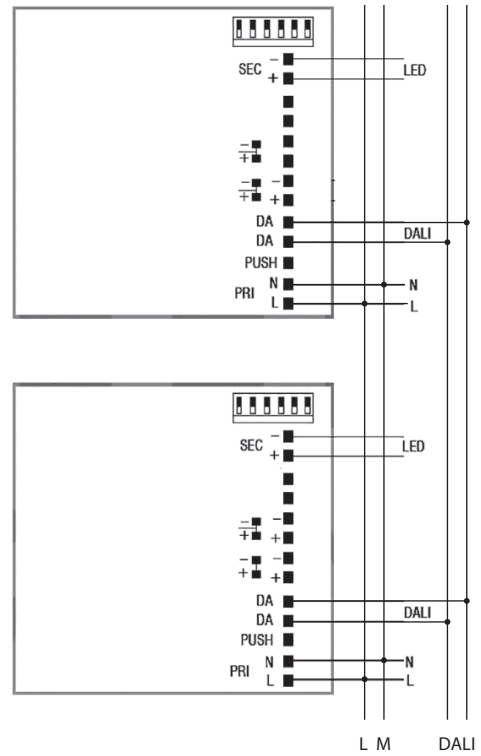 −
SEC + LED
−
+
− −
+ +
DA
DA DALI
PUSH
N N
PRI
L L
−
SEC + LED
− −
+ +
− −
+ +
DA
DA DALI
PUSH
N N
PRI
L L
L M DALI